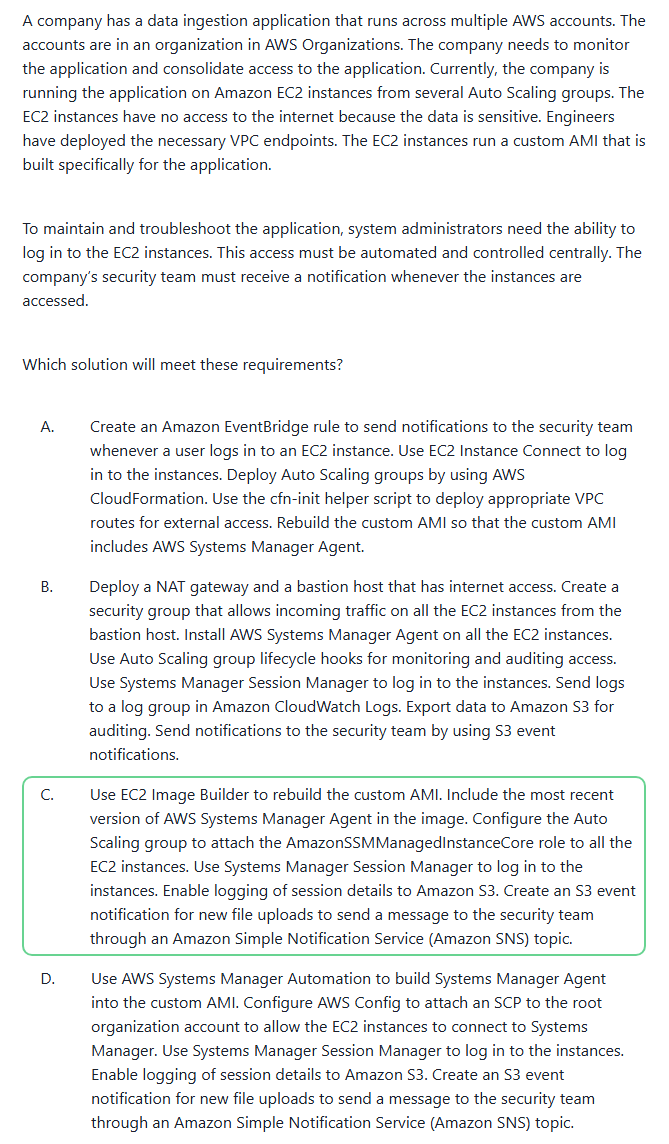 A company has a data ingestion application that runs across multiple AWS accounts. The
accounts are in an organization in AWS Organizations. The company needs to monitor
the application and consolidate access to the application. Currently, the company is
running the application on Amazon EC2 instances from several Auto Scaling groups. The
EC2 instances have no access to the internet because the data is sensitive. Engineers
have deployed the necessary VPC endpoints. The EC2 instances run a custom AMI that is
built specifically for the application.
To maintain and troubleshoot the application, system administrators need the ability to
log in to the EC2 instances. This access must be automated and controlled centrally. The
company's security team must receive a notification whenever the instances are
accessed.
Which solution will meet these requirements?
A. Create an Amazon EventBridge rule to send notifications to the security team
whenever a user logs in to an EC2 instance. Use EC2 Instance Connect to log
in to the instances. Deploy Auto Scaling groups by using AWS
CloudFormation. Use the cfn-init helper script to deploy appropriate VPC
routes for external access. Rebuild the custom AMI so that the custom AMI
includes AWS Systems Manager Agent.
B. Deploy a NAT gateway and a bastion host that has internet access. Create a
security group that allows incoming traffic on all the EC2 instances from the
bastion host. Install AWS Systems Manager Agent on all the EC2 instances.
Use Auto Scaling group lifecycle hooks for monitoring and auditing access.
Use Systems Manager Session Manager to log in to the instances. Send logs
to a log group in Amazon CloudWatch Logs. Export data to Amazon S3 for
auditing. Send notifications to the security team by using S3 event
notifications.
C. Use EC2 Image Builder to rebuild the custom AMI. Include the most recent
version of AWS Systems Manager Agent in the image. Configure the Auto
Scaling group to attach the AmazonSSMManagedInstanceCore role to all the
EC2 instances. Use Systems Manager Session Manager to log in to the
instances. Enable logging of session details to Amazon S3. Create an S3 event
notification for new file uploads to send a message to the security team
through an Amazon Simple Notification Service (Amazon SNS) topic.
D. Use AWS Systems Manager Automation to build Systems Manager Agent
into the custom AMI. Configure AWS Config to attach an SCP to the root
organization account to allow the EC2 instances to connect to Systems
Manager. Use Systems Manager Session Manager to log in to the instances.
Enable logging of session details to Amazon S3. Create an S3 event
notification for new file uploads to send a message to the security team
through an Amazon Simple Notification Service (Amazon SNS) topic.